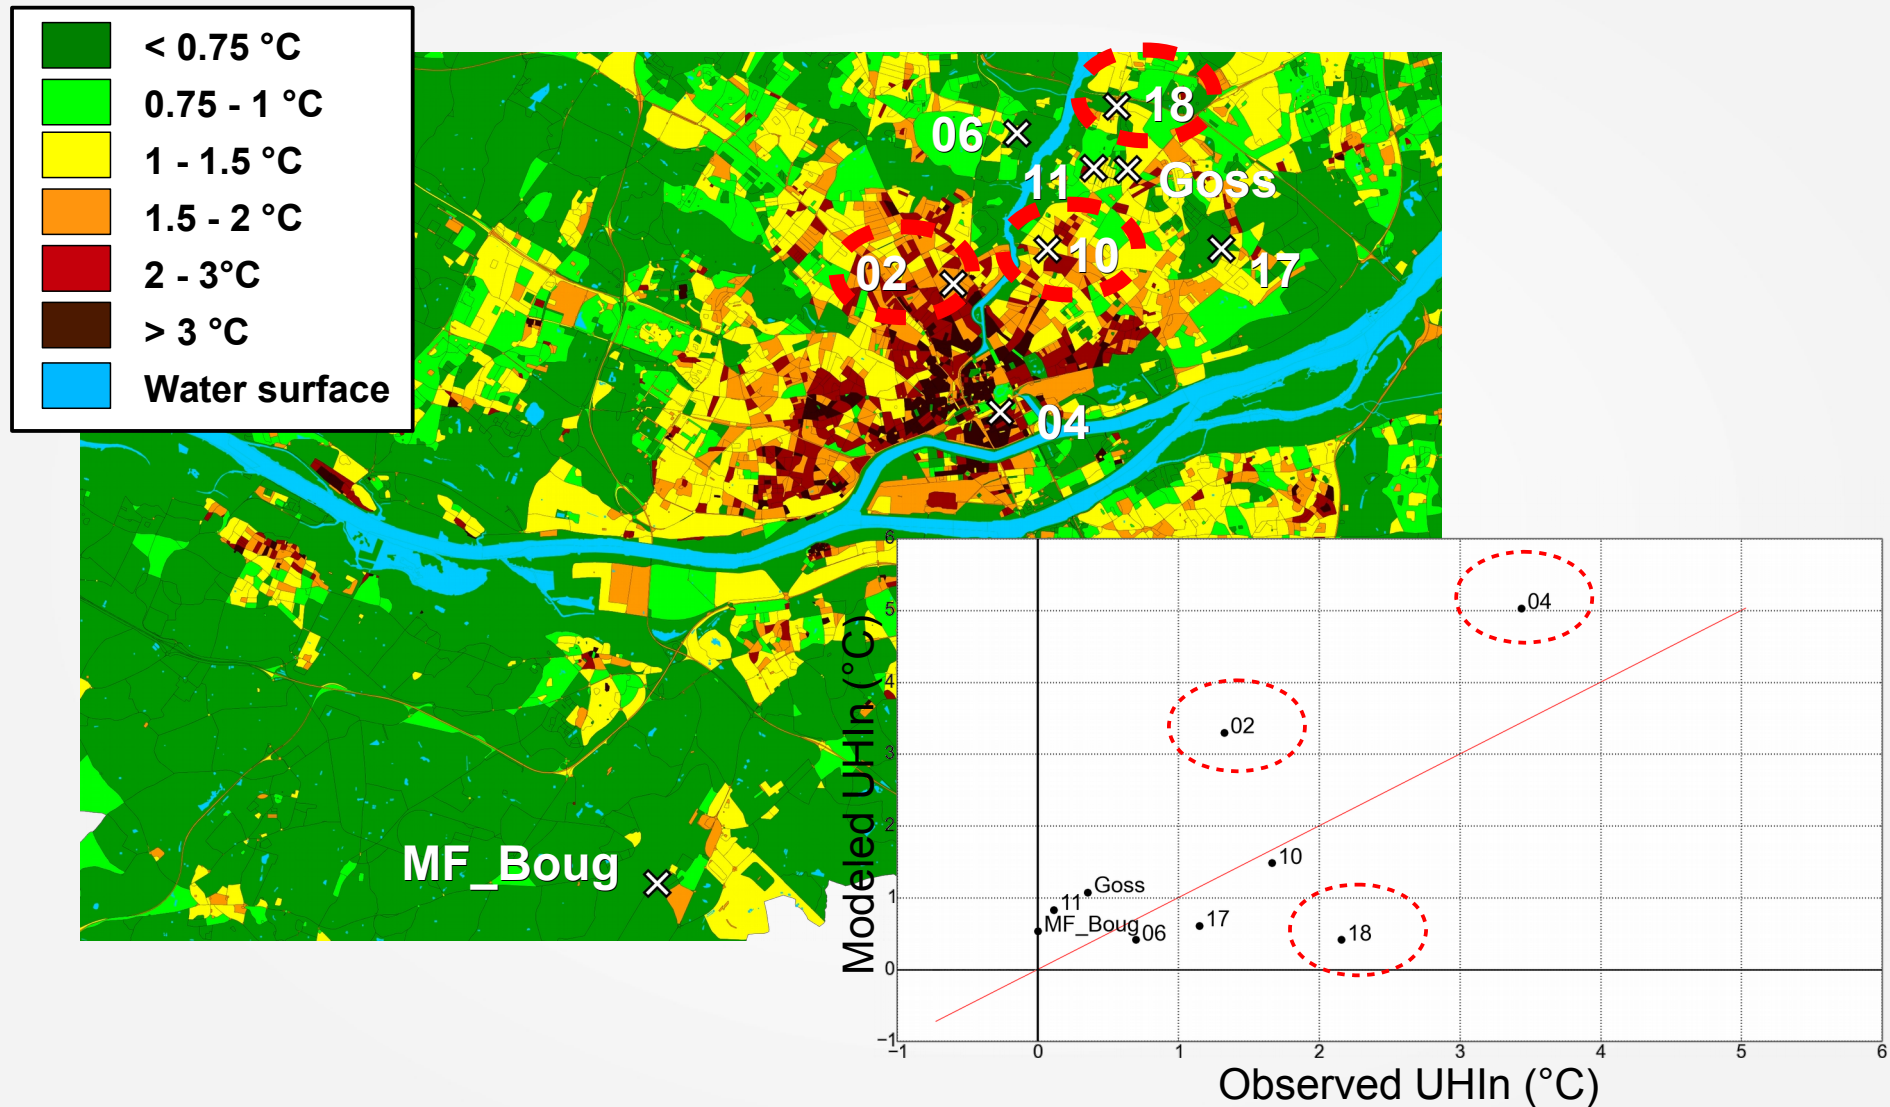 < 0.75 °C
0.75 - 1 °C
1 - 1.5 °C
1.5 - 2 °C
2 - 3°C
> 3 °C
Water surface
18
06
11
Goss
10
17
02
04
MF_Boug
6
5
4
3
2
1
0
−1
Modeled UHIn (°C)
04
02
10
Goss
11
MF_Boug
06
17
18
−1
0
1
2
3
4
5
6
Observed UHIn (°C)